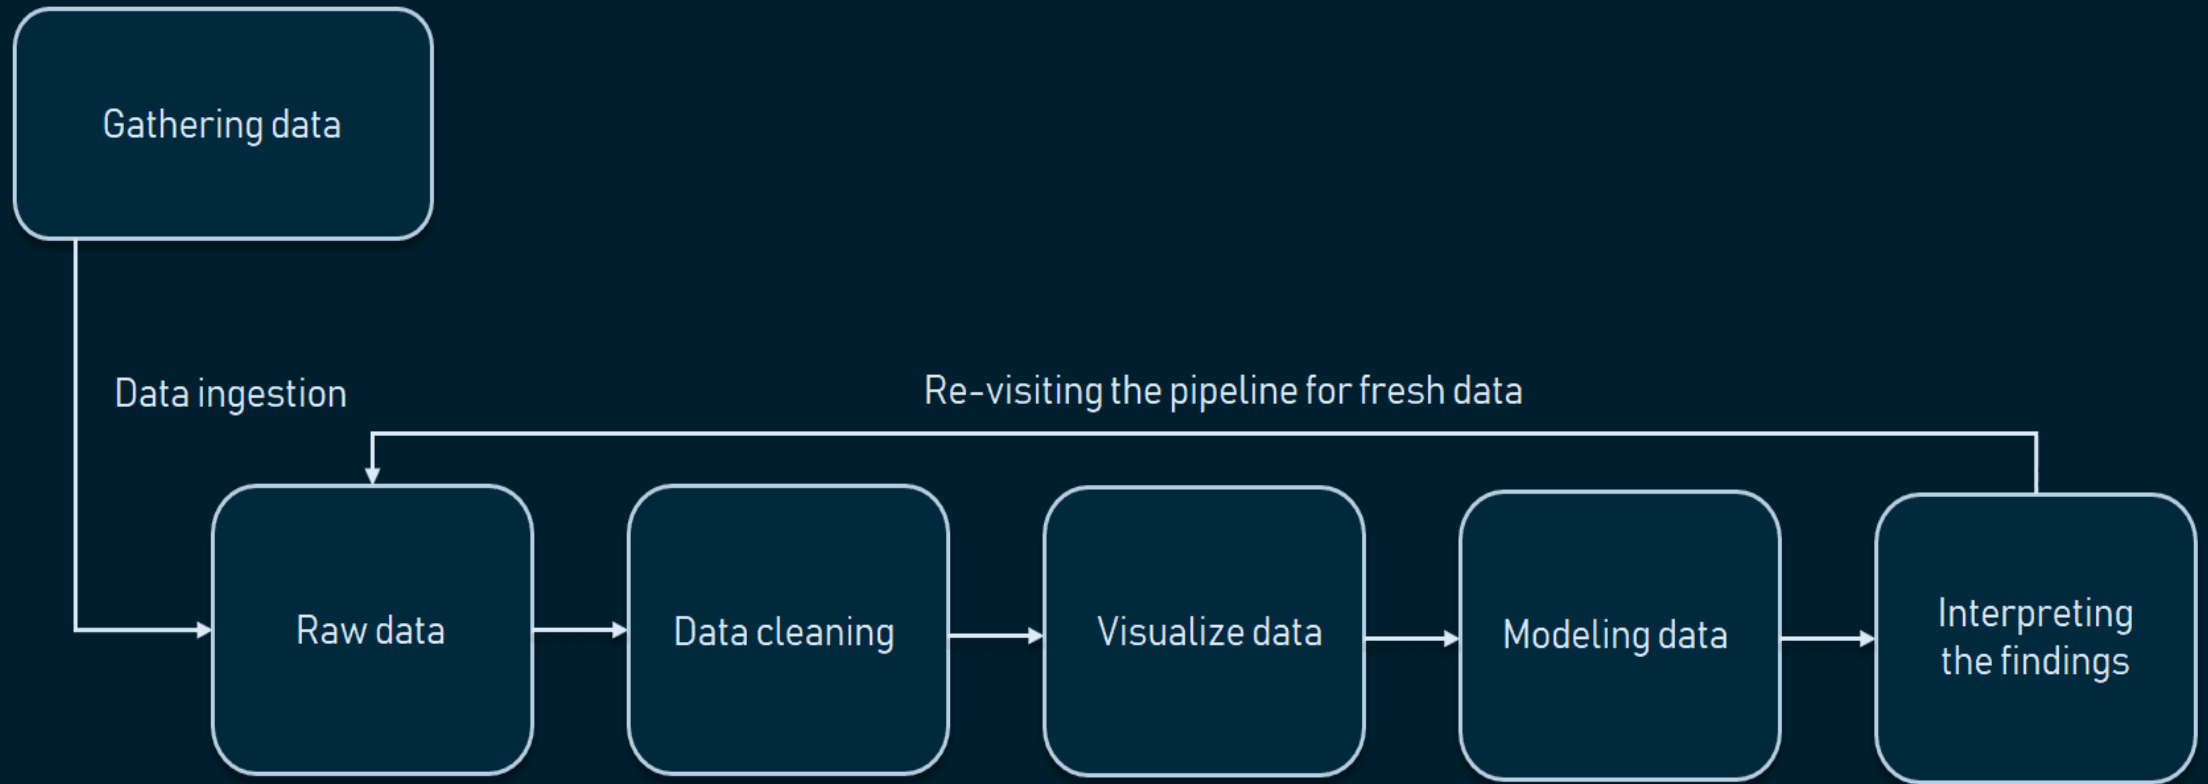 Gathering data
Data ingestion
Re-visiting the pipeline for fresh data
Raw data
Data cleaning
Visualize data
Modeling data
Interpreting
the findings